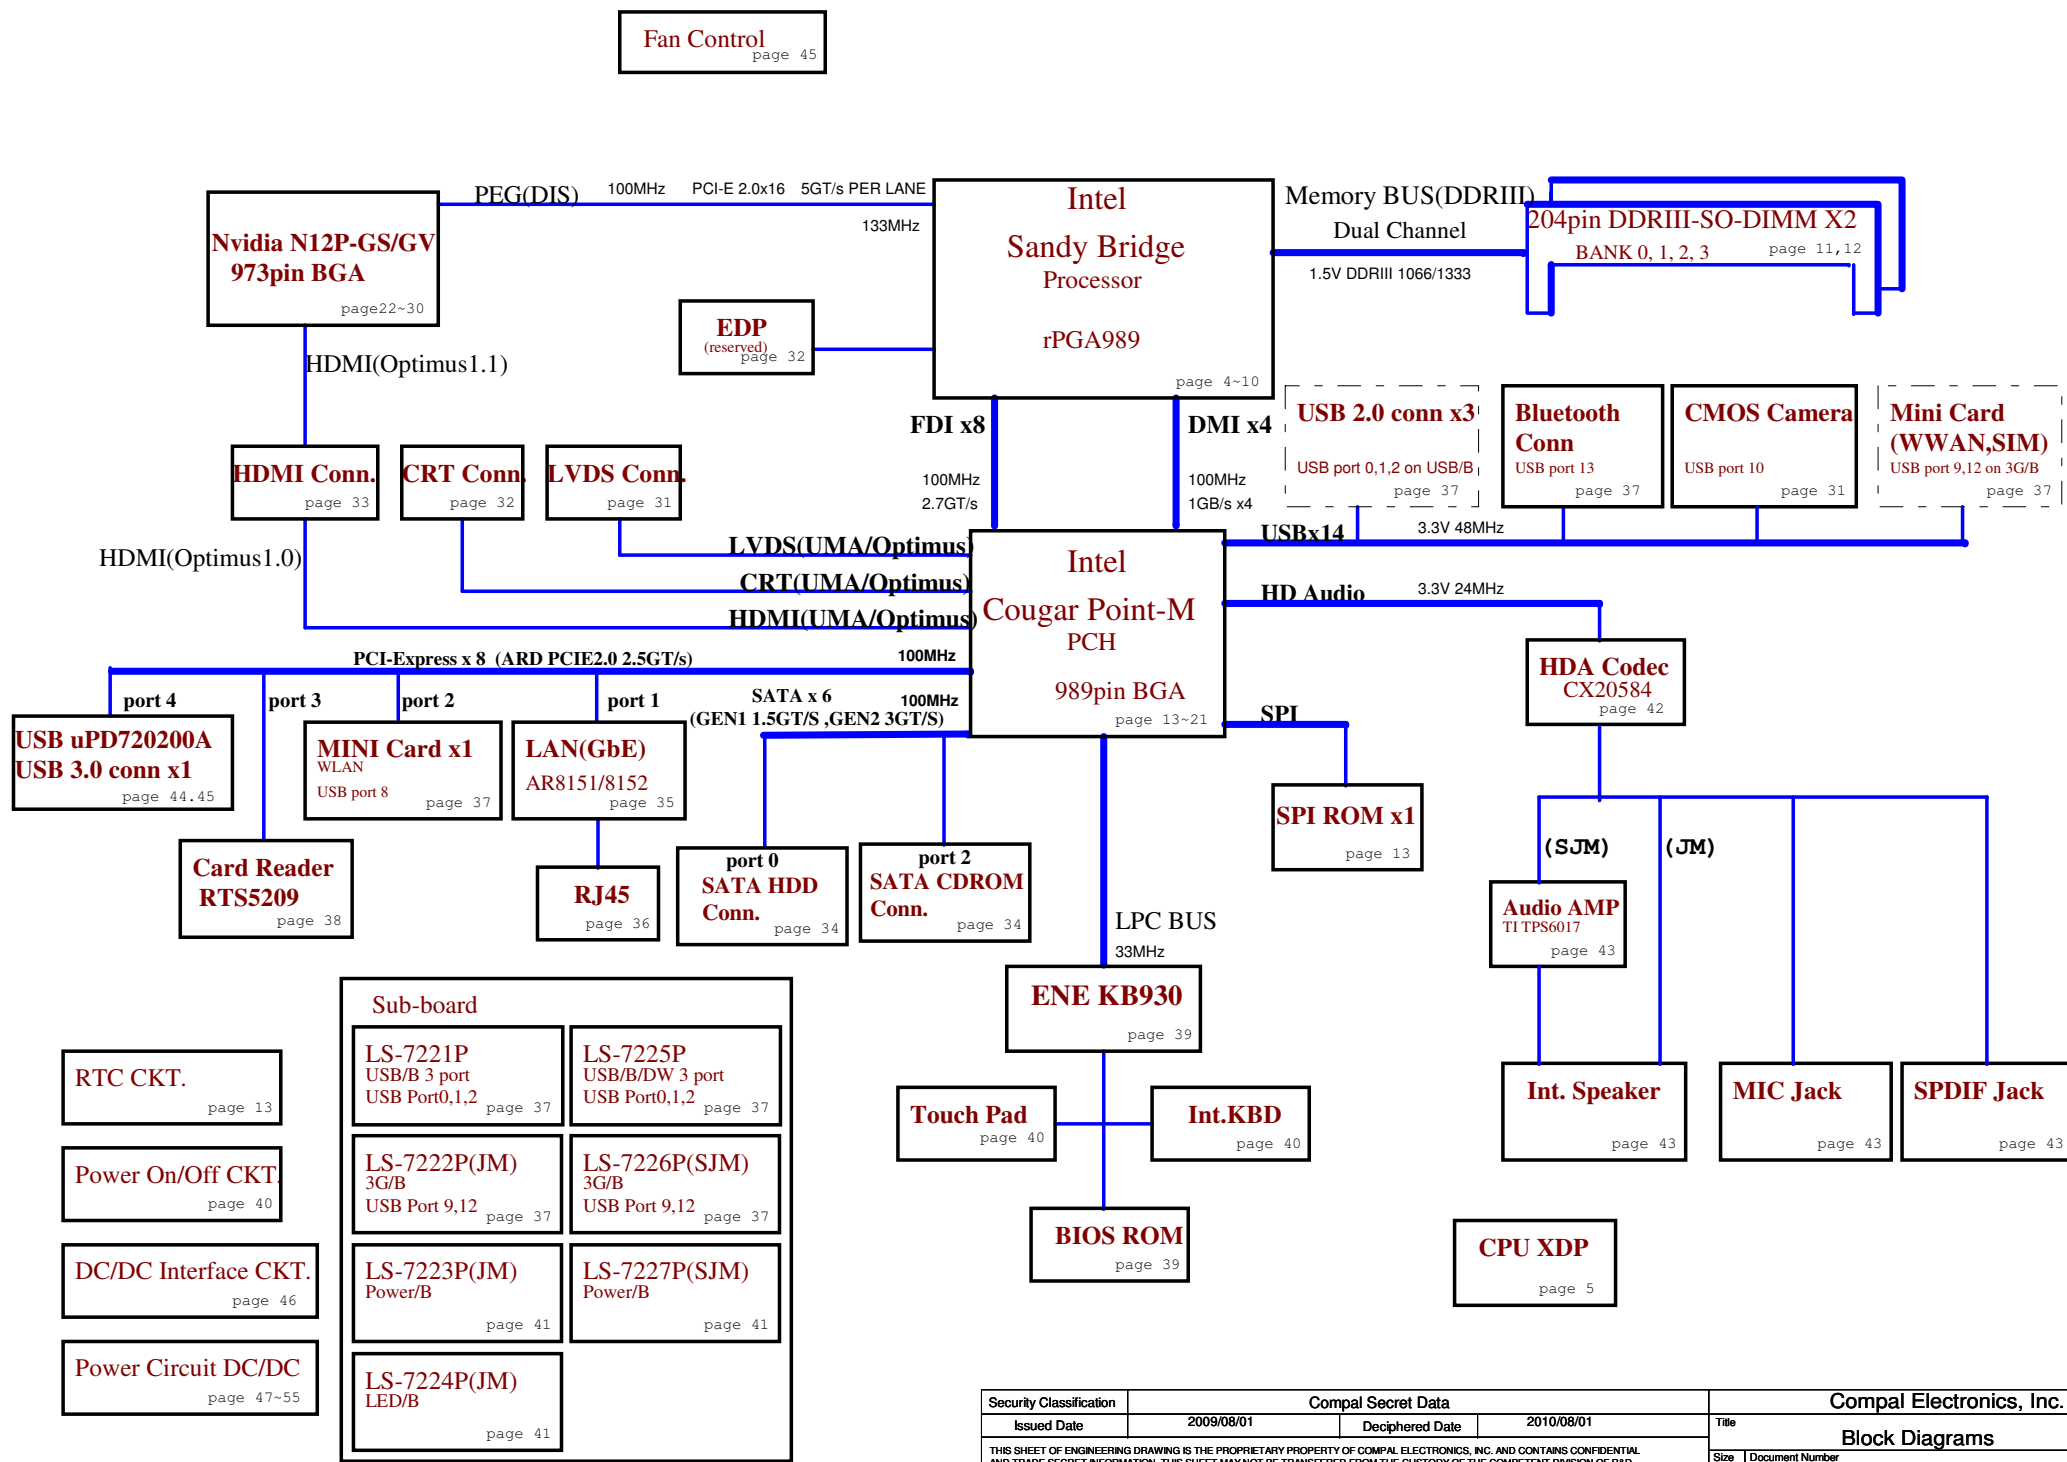 Fan Control
page 45
PEG(DIS)
100MHz
PCI-E 2.0x16
5GT/s PER LANE
133MHz
Nvidia N12P-GS/GV
973pin BGA
page22~30
Intel
Sandy Bridge
Processor
rPGA989
page 4~10
Memory BUS(DDRIII)
Dual Channel
1.5V DDRIII 1066/1333
204pin DDRIII-SO-DIMM X2
BANK 0, 1, 2, 3
page 11,12
EDP
(reserved)
page 32
HDMI(Optimus1.1)
FDI x8
DMI x4
100MHz
2.7GT/s
100MHz
1GB/s x4
USB 2.0 conn x3
USB port 0,1,2 on USB/B
page 37
Bluetooth
Conn
USB port 13
page 37
CMOS Camera
USB port 10
page 31
Mini Card
(WWAN,SIM)
USB port 9,12 on 3G/B
page 37
HDMI Conn.
page 33
CRT Conn.
page 32
LVDS Conn.
page 31
HDMI(Optimus1.0)
LVDS(UMA/Optimus)
CRT(UMA/Optimus)
HDMI(UMA/Optimus)
Intel
Cougar Point-M
PCH
989pin BGA
page 13~21
USBx14
3.3V 48MHz
HD Audio
3.3V 24MHz
SPI
HDA Codec
CX20584
page 42
PCI-Express x 8 (ARD PCIE2.0 2.5GT/s)
100MHz
port 4
port 3
port 2
port 1
SATA x 6
100MHz
(GEN1 1.5GT/S ,GEN2 3GT/S)
USB uPD720200A
USB 3.0 conn x1
page 44.45
MINI Card x1
WLAN
USB port 8
page 37
LAN(GbE)
AR8151/8152
page 35
SPI ROM x1
page 13
Card Reader
RTS5209
page 38
RJ45
page 36
port 0
SATA HDD
Conn.
page 34
port 2
SATA CDROM
Conn.
page 34
(SJM)
(JM)
Audio AMP
TI TPS6017
page 43
LPC BUS
33MHz
ENE KB930
page 39
Touch Pad
page 40
Int.KBD
page 40
BIOS ROM
page 39
Int. Speaker
page 43
MIC Jack
page 43
SPDIF Jack
page 43
CPU XDP
page 5
RTC CKT.
page 13
Power On/Off CKT.
page 40
DC/DC Interface CKT.
page 46
Power Circuit DC/DC
page 47~55
Sub-board
LS-7221P
USB/B 3 port
USB Port0,1,2
page 37
LS-7225P
USB/B/DW 3 port
USB Port0,1,2
page 37
LS-7222P(JM)
3G/B
USB Port 9,12
page 37
LS-7226P(SJM)
3G/B
USB Port 9,12
page 37
LS-7223P(JM)
Power/B
page 41
LS-7227P(SJM)
Power/B
page 41
LS-7224P(JM)
LED/B
page 41
Security Classification
Compal Secret Data
Compal Electronics, Inc.
Issued Date
2009/08/01
Deciphered Date
2010/08/01
Title
Block Diagrams
THIS SHEET OF ENGINEERING DRAWING IS THE PROPRIETARY PROPERTY OF COMPAL ELECTRONICS, INC. AND CONTAINS CONFIDENTIAL
AND TRADE SECRET INFORMATION. THIS SHEET MAY NOT BE TRANSFERED FROM THE CUSTODY OF THE COMPETENT DIVISION OF R&D
Size
Document Number